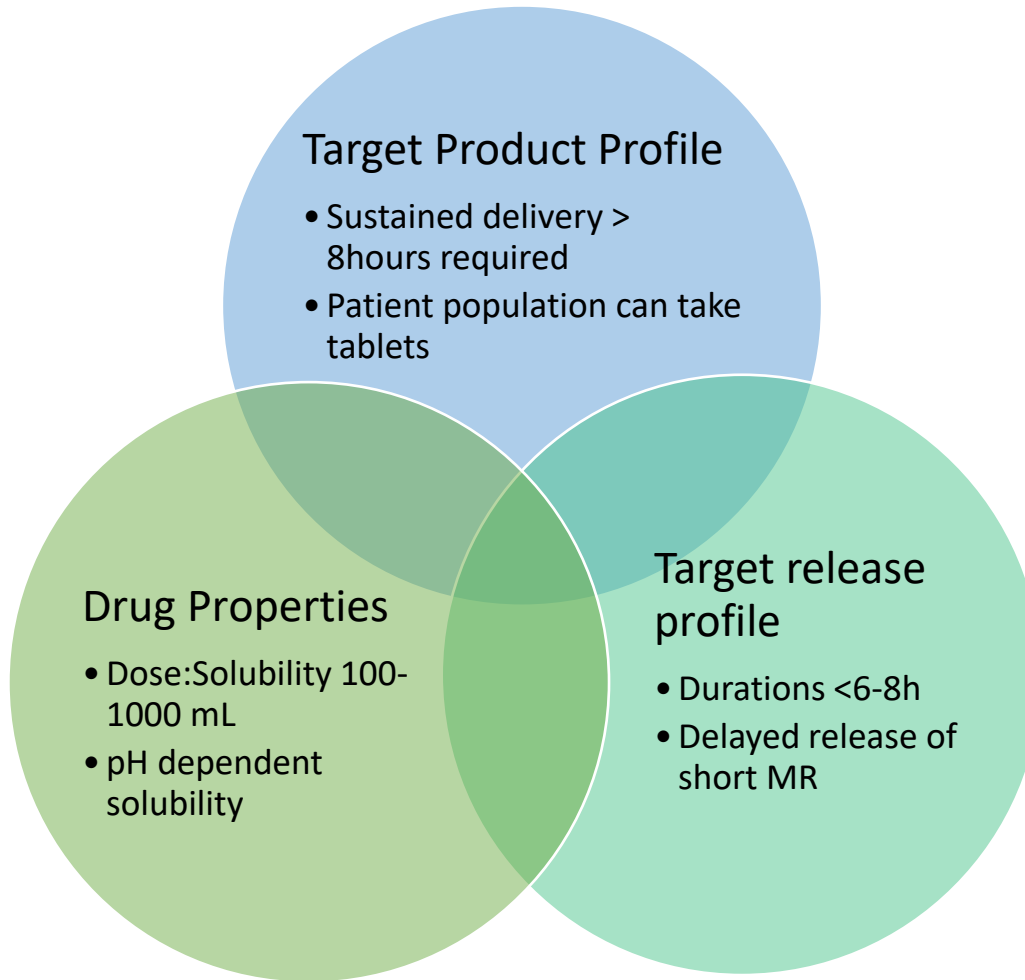 Target Product Profile
• Sustained delivery >
8hours required
• Patient population can take
tablets
Drug Properties
• Dose:Solubility 100-
1000 mL
• pH dependent
solubility
Target release
profile
• Durations <6-8h
• Delayed release of
short MR